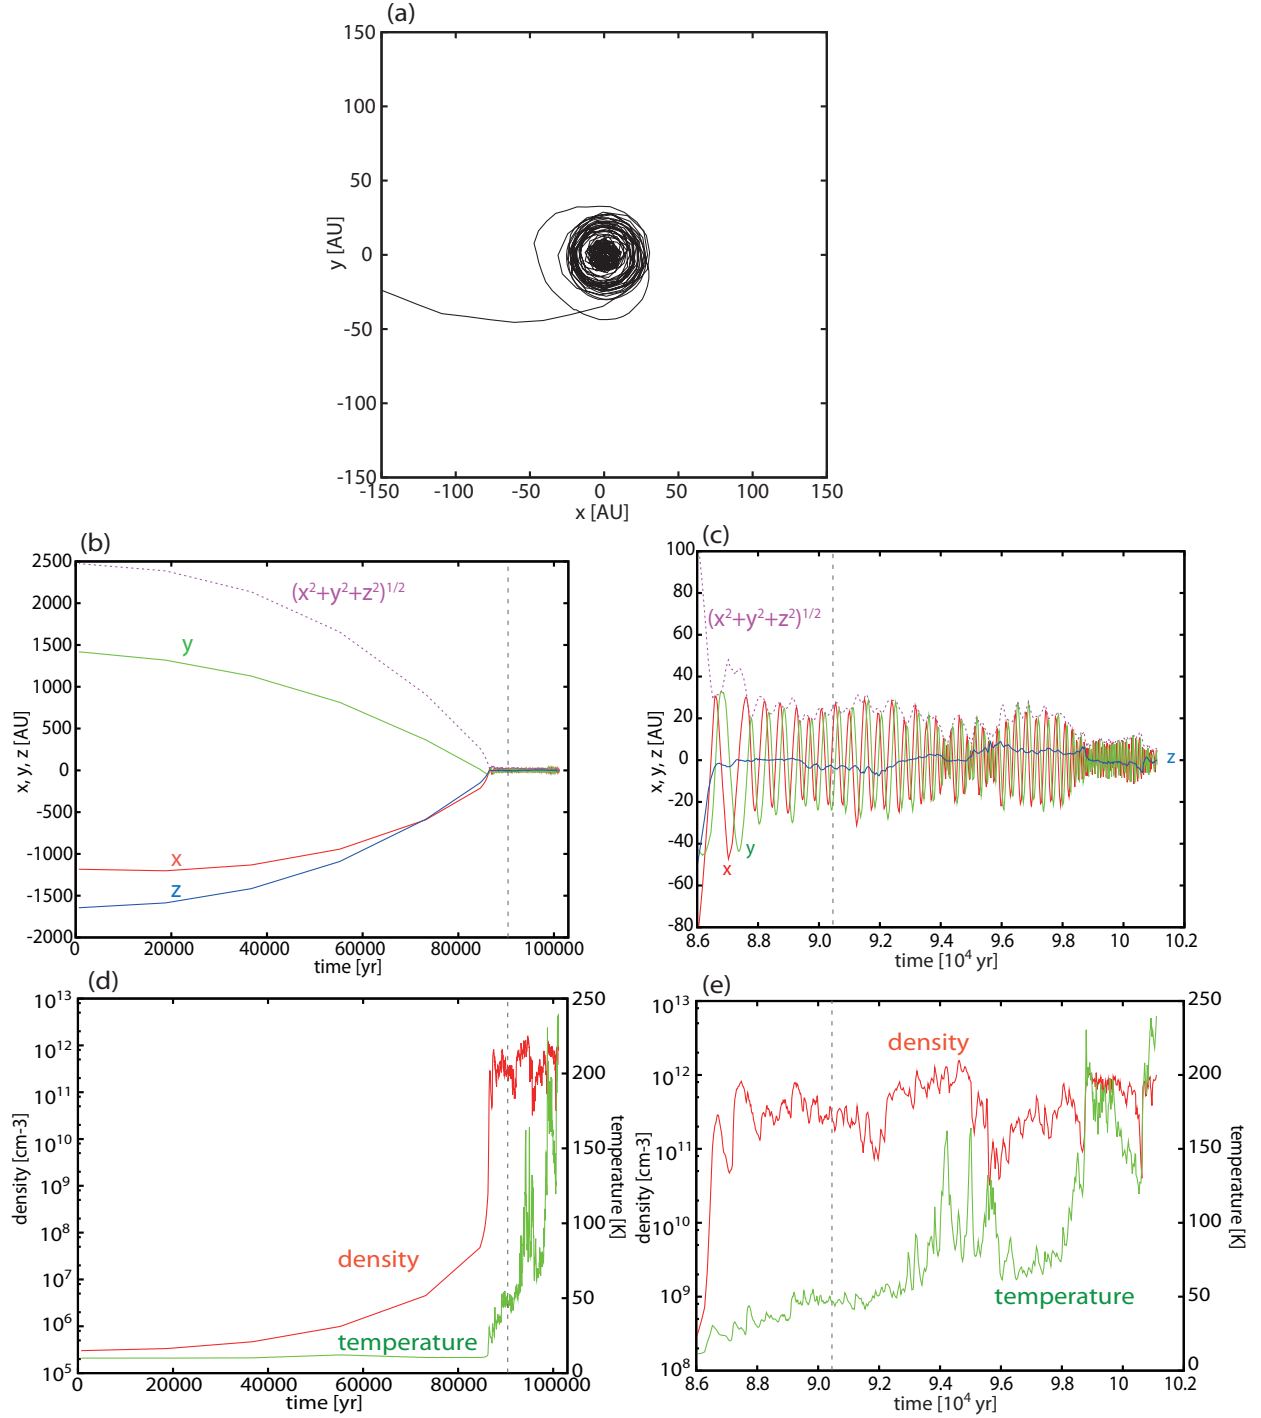 (a)
150
100
50
0
-50
-100
-150
y [AU]
-150 -100 -50 0 50 100 150
x [AU]
(b)
2500
2000
1500
1000
500
0
-500
-1000
-1500
-2000
x, y, z [AU]
(x²+y²+z²)¹/²
y
x
z
0 20000 40000 60000 80000 100000
time [yr]
(c)
100
80
60
40
20
0
-20
-40
-60
-80
x, y, z [AU]
(x²+y²+z²)¹/²
z
y
x
8.6 8.8 9.0 9.2 9.4 9.6 9.8 10 10.2
time [10⁴ yr]
(d)
10¹³
10¹²
10¹¹
10¹⁰
10⁹
10⁸
10⁷
10⁶
10⁵
density [cm-3]
density
temperature
250
200
150
100
50
0
temperature [K]
0 20000 40000 60000 80000 100000
time [yr]
(e)
10¹³
10¹²
10¹¹
10¹⁰
10⁹
10⁸
density [cm-3]
density
temperature
250
200
150
100
50
0
temperature [K]
8.6 8.8 9.0 9.2 9.4 9.6 9.8 10 10.2
time [10⁴ yr]